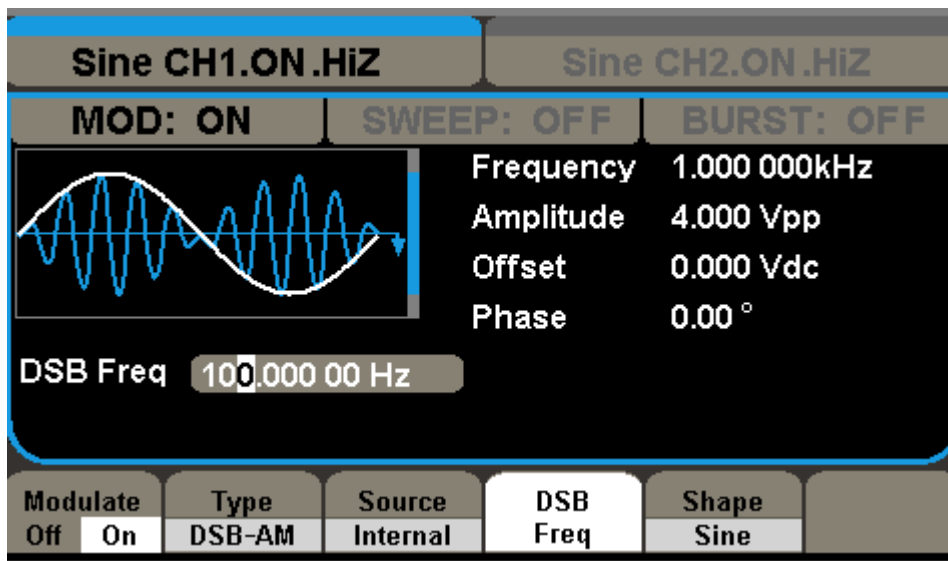 Sine CH1.ON.HiZ Sine CH2.ON.HiZ
MOD: ON SWEEP: OFF BURST: OFF
Frequency 1.000 000kHz
Amplitude 4.000 Vpp
Offset 0.000 Vdc
Phase 0.00 °
DSB Freq 100.000 00 Hz
Modulate Type Source DSB Shape
Off On DSB-AM Internal Freq Sine